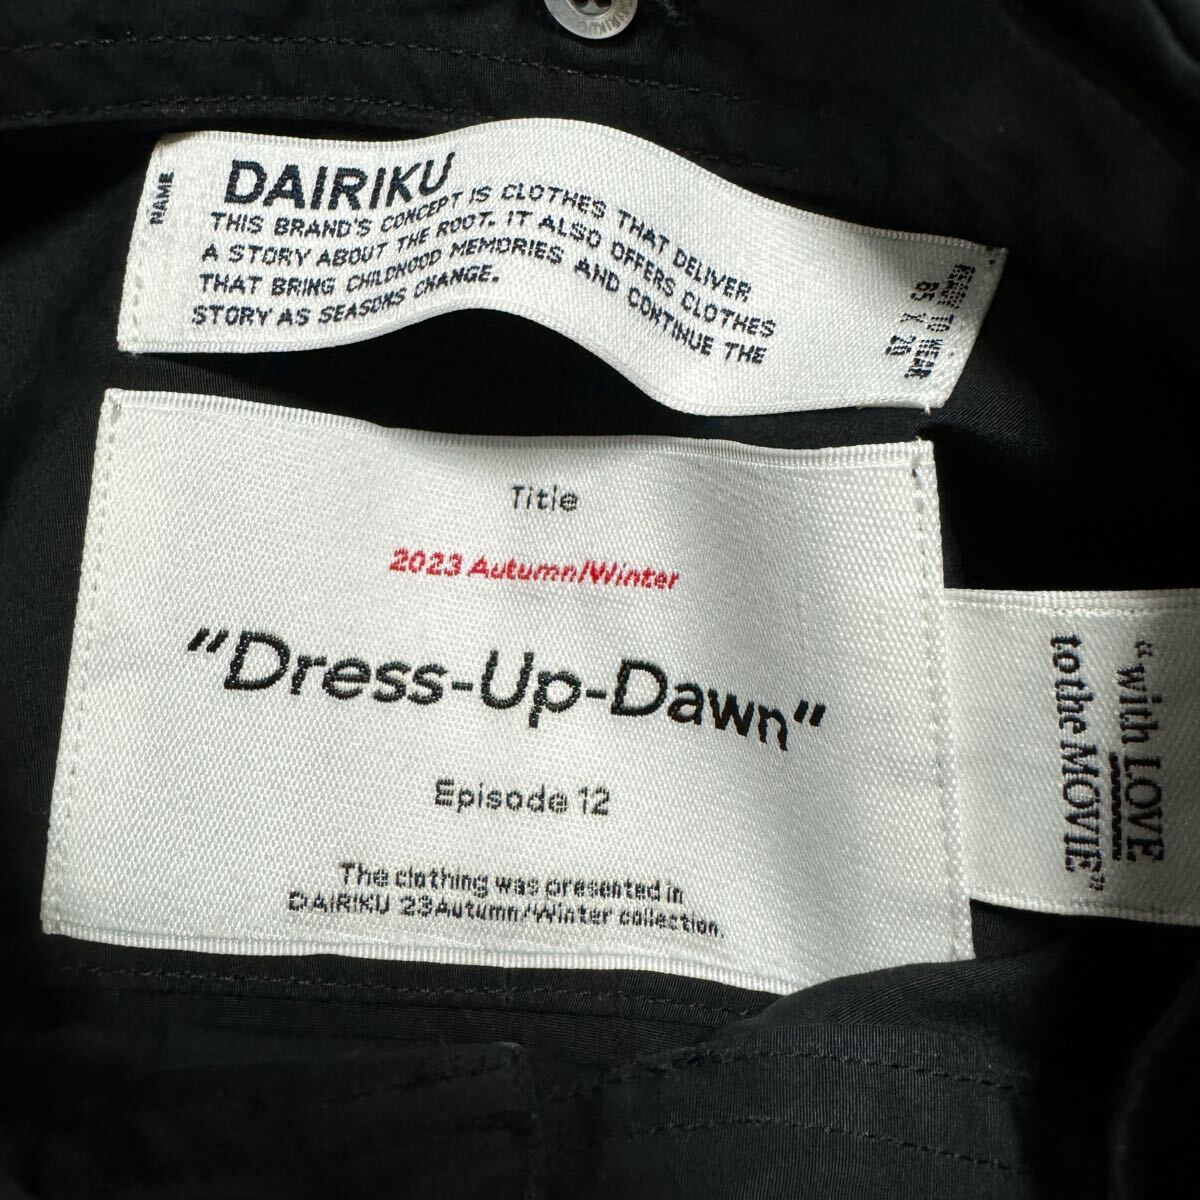 DAIRIKU
NAME
DAIRIKU
THIS BRAND'S CONCEPT IS CLOTHES THAT DELIVER
A STORY ABOUT THE ROOT. IT ALSO OFFERS CLOTHES
THAT BRING CHILDHOOD MEMORIES AND CONTINUE THE
STORY AS SEASONS CHANGE.
READY TO WEAR
85 X 20
Title
2023 Autumn/Winter
"Dress-Up-Dawn"
Episode 12
The clothing was presented in
DAIRIKU 23Autumn/Winter collection.
"with LOVE
to the MOVIE."